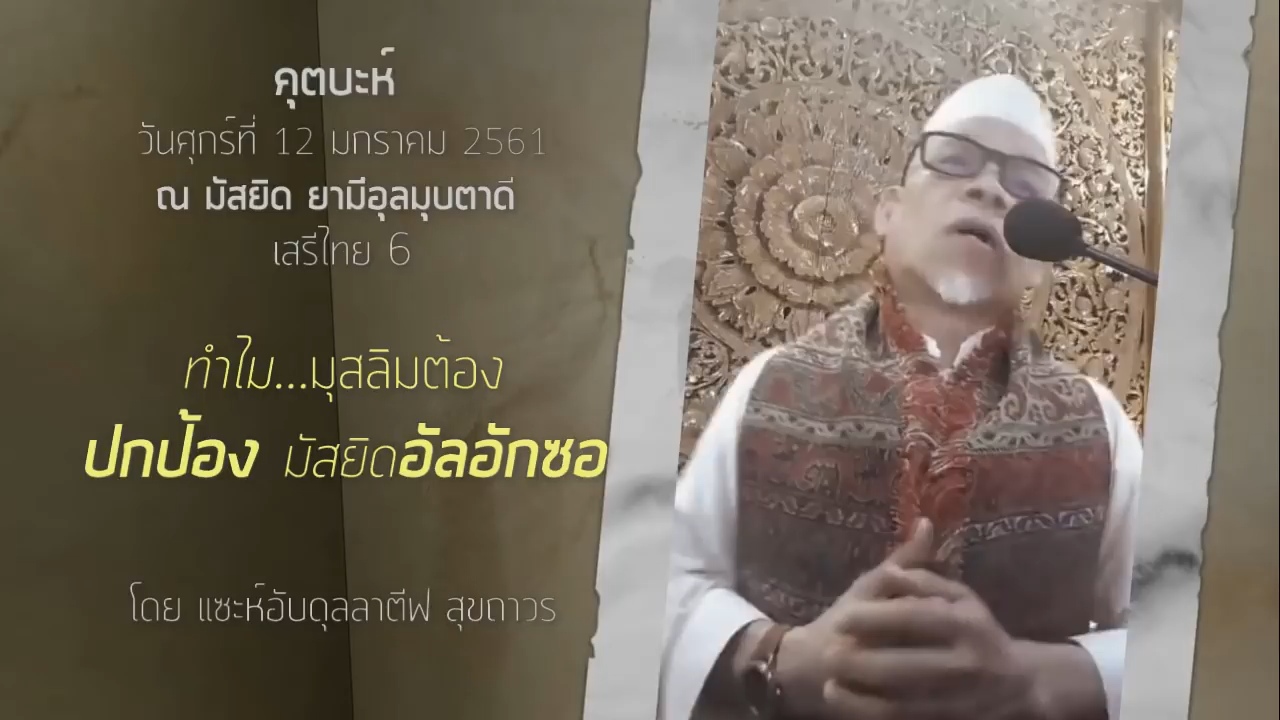 คุตบะห์
วันศุกร์ที่ 12 มกราคม 2561
ณ มัสยิด ยามีอุลมุบตาดี
เสรีไทย 6
ทำไม...มุสลิมต้อง
ปกป้อง มัสยิดอัลอักซอ
โดย แซะห์อับดุลลาตีฟ สุขถาวร